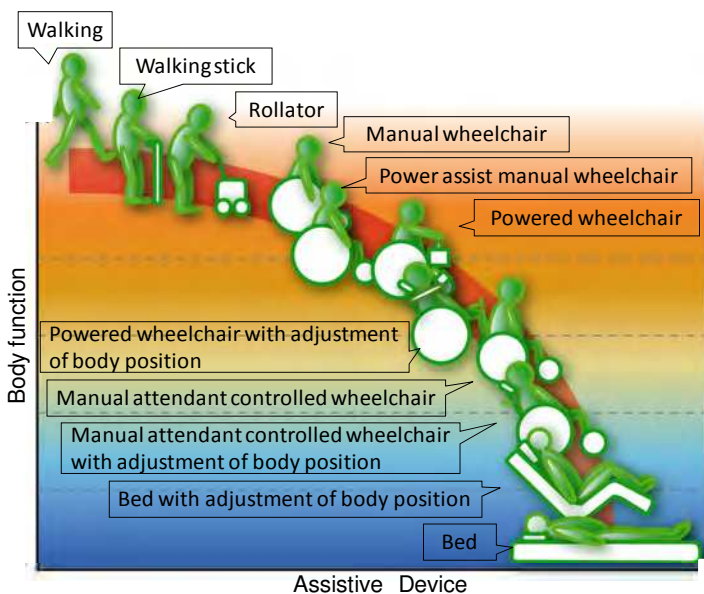 Walking
Walking stick
Rollator
Manual wheelchair
Power assist manual wheelchair
Powered wheelchair
Powered wheelchair with adjustment
of body position
Manual attendant controlled wheelchair
Manual attendant controlled wheelchair
with adjustment of body position
Bed with adjustment of body position
Bed
Body function
Assistive Device